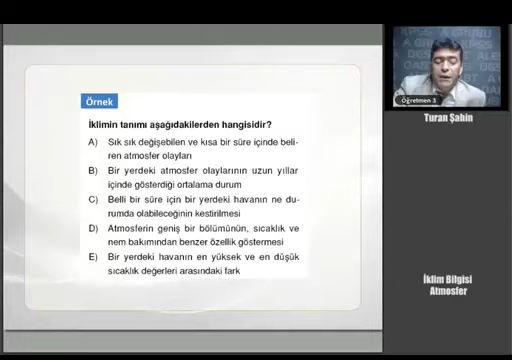 Örnek
İklimin tanımı aşağıdakilerden hangisidir?
A) Sık sık değişebilen ve kısa bir süre içinde beli-
ren atmosfer olayları
B) Bir yerdeki atmosfer olaylarının uzun yıllar
içinde gösterdiği ortalama durum
C) Belli bir süre için bir yerdeki havanın ne du-
rumda olabileceğinin kestirilmesi
D) Atmosferin geniş bir bölümünün, sıcaklık ve
nem bakımından benzer özellik göstermesi
E) Bir yerdeki havanın en yüksek ve en düşük
sıcaklık değerleri arasındaki fark
Öğretmen 3
Turan Şahin
İklim Bilgisi
Atmosfer